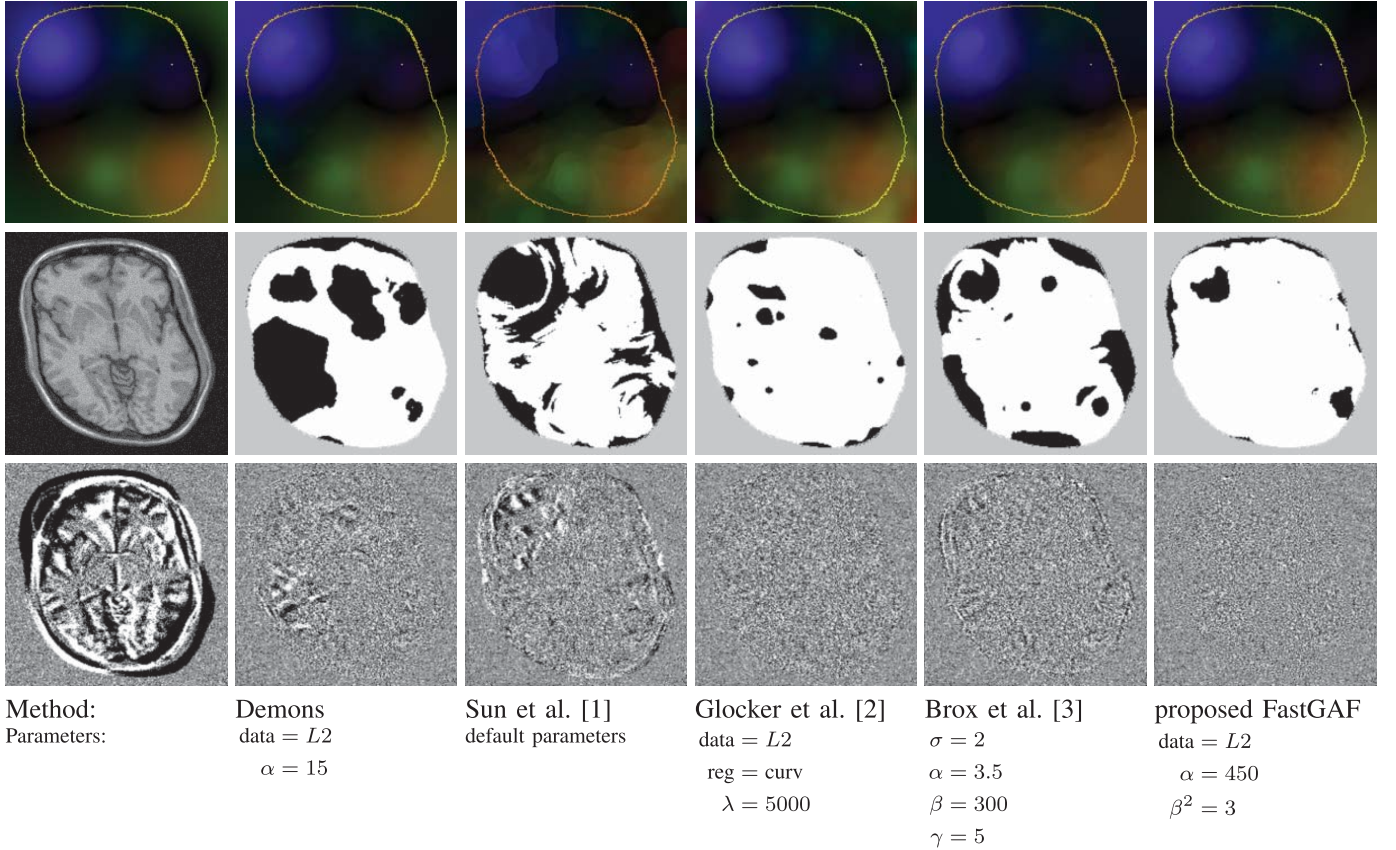 Method:
Parameters:
Demons
data = L2
α = 15
Sun et al. [1]
default parameters
Glocker et al. [2]
data = L2
reg = curv
λ = 5000
Brox et al. [3]
σ = 2
α = 3.5
β = 300
γ = 5
proposed FastGAF
data = L2
α = 450
β² = 3